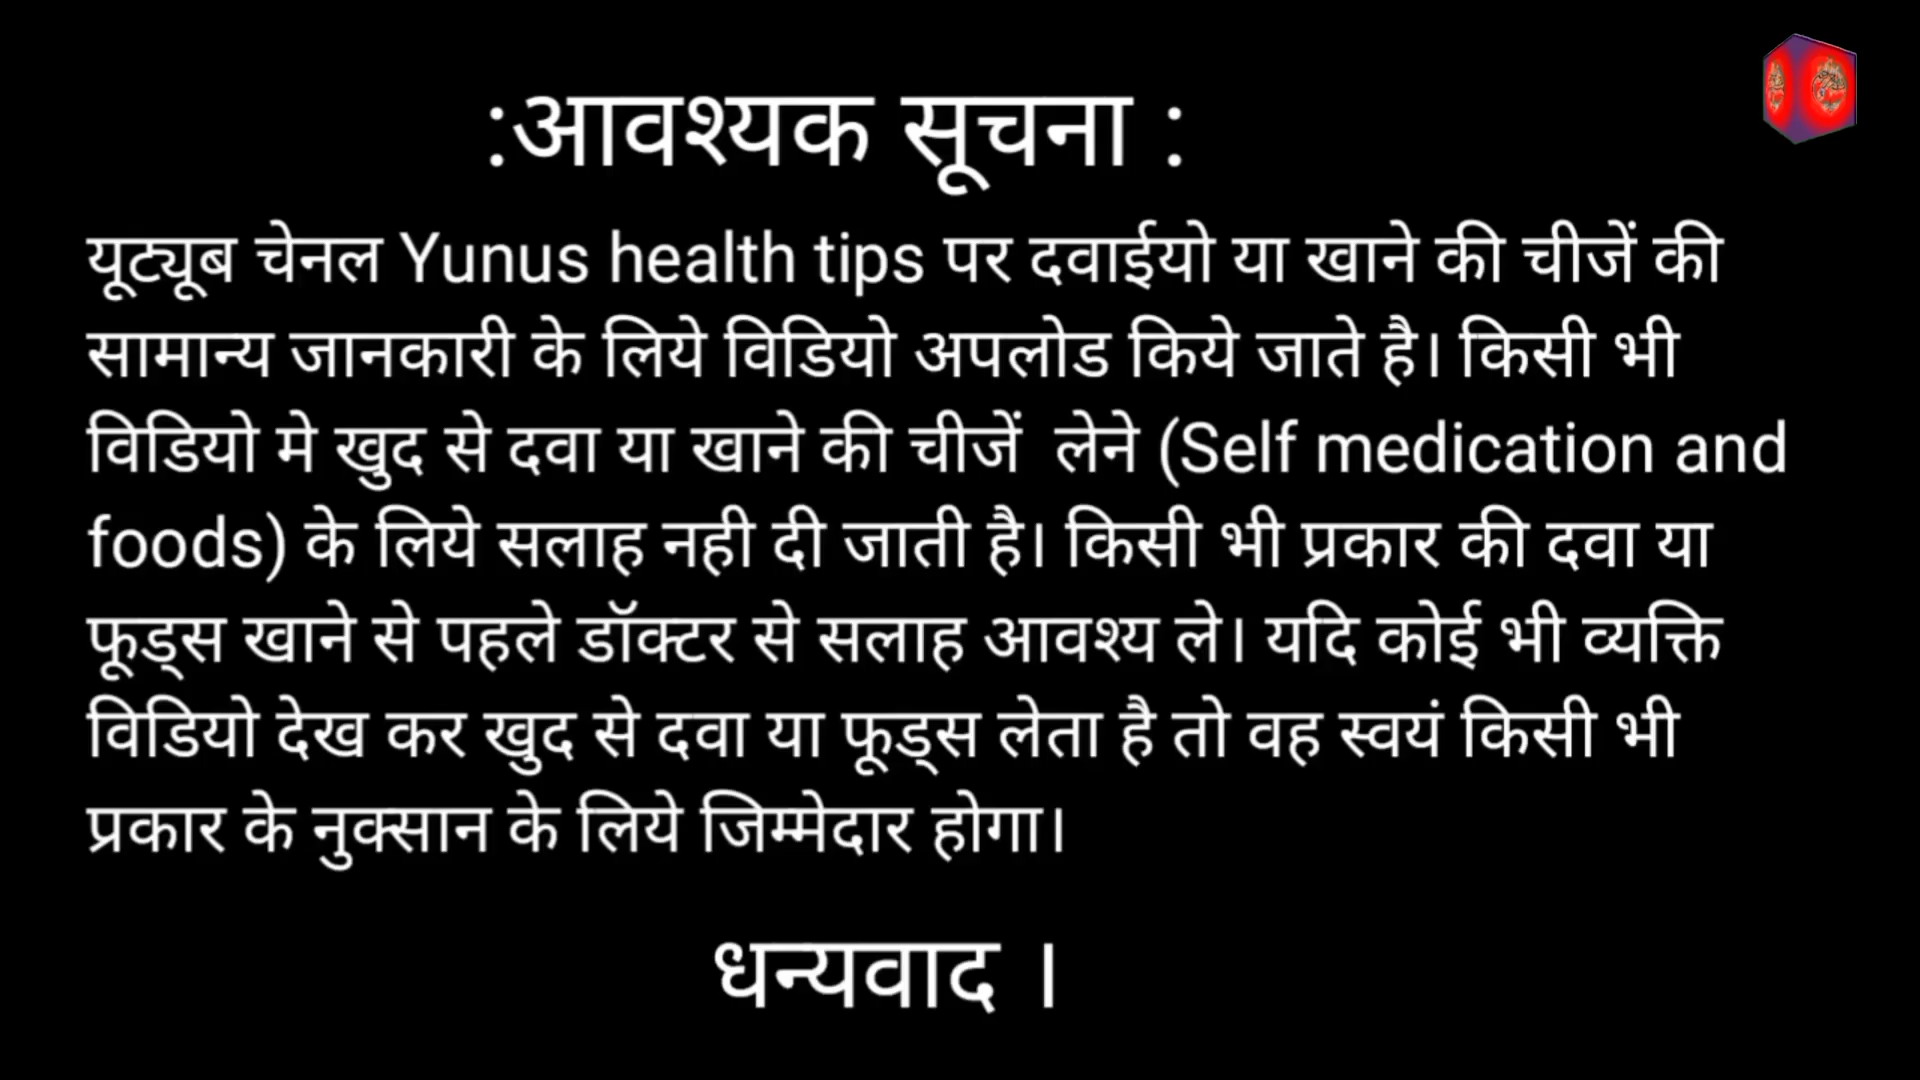 :आवश्यक सूचना :
यूट्यूब चेनल Yunus health tips पर दवाईयो या खाने की चीजें की
सामान्य जानकारी के लिये विडियो अपलोड किये जाते है। किसी भी
विडियो मे खुद से दवा या खाने की चीजें लेने (Self medication and
foods) के लिये सलाह नही दी जाती है। किसी भी प्रकार की दवा या
फूड्स खाने से पहले डॉक्टर से सलाह आवश्य ले। यदि कोई भी व्यक्ति
विडियो देख कर खुद से दवा या फूड्स लेता है तो वह स्वयं किसी भी
प्रकार के नुक्सान के लिये जिम्मेदार होगा।
धन्यवाद ।